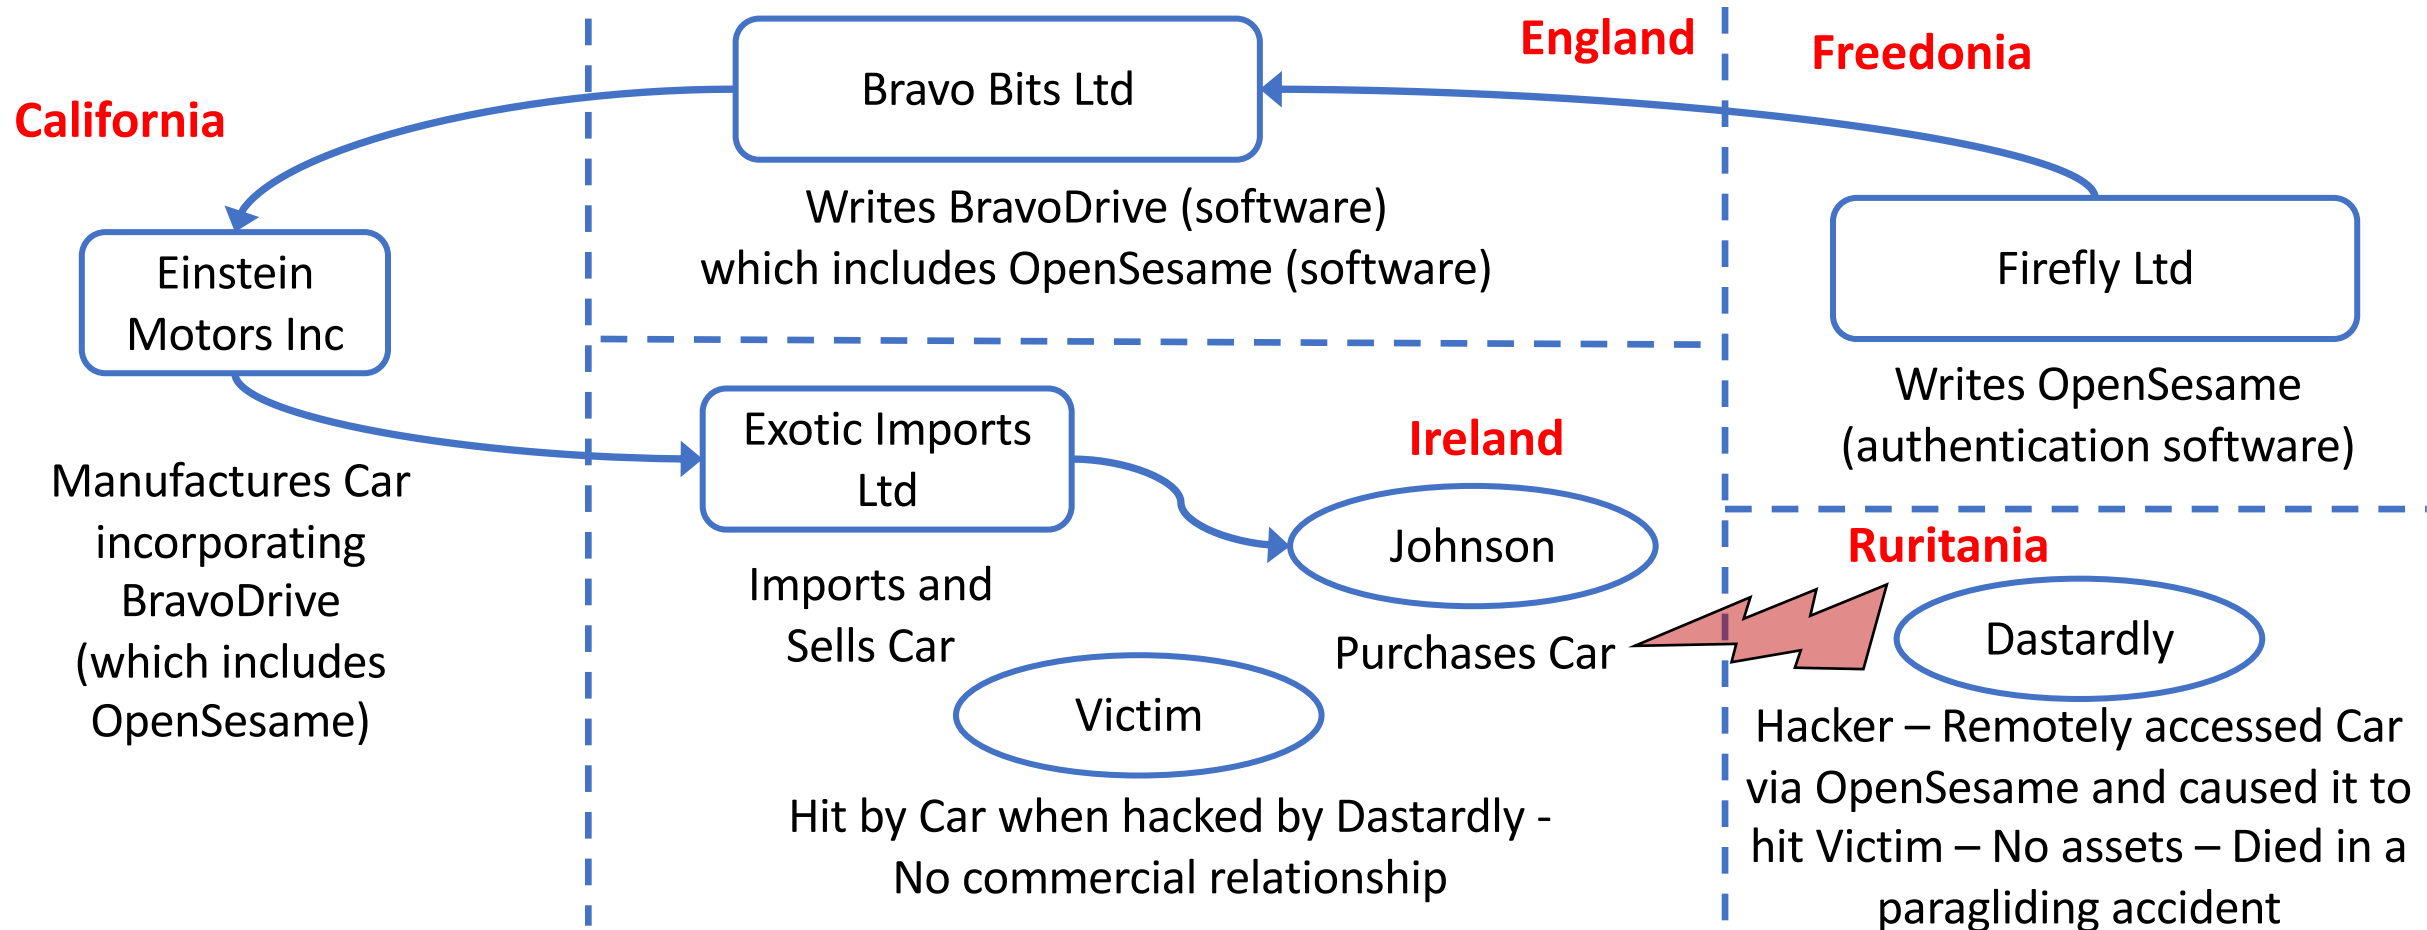 California
England
Freedonia
Bravo Bits Ltd
Writes BravoDrive (software)
which includes OpenSesame (software)
Einstein
Motors Inc
Manufactures Car
incorporating
BravoDrive
(which includes
OpenSesame)
Firefly Ltd
Writes OpenSesame
(authentication software)
Exotic Imports
Ltd
Imports and
Sells Car
Ireland
Johnson
Purchases Car
Victim
Hit by Car when hacked by Dastardly -
No commercial relationship
Ruritania
Dastardly
Hacker – Remotely accessed Car
via OpenSesame and caused it to
hit Victim – No assets – Died in a
paragliding accident